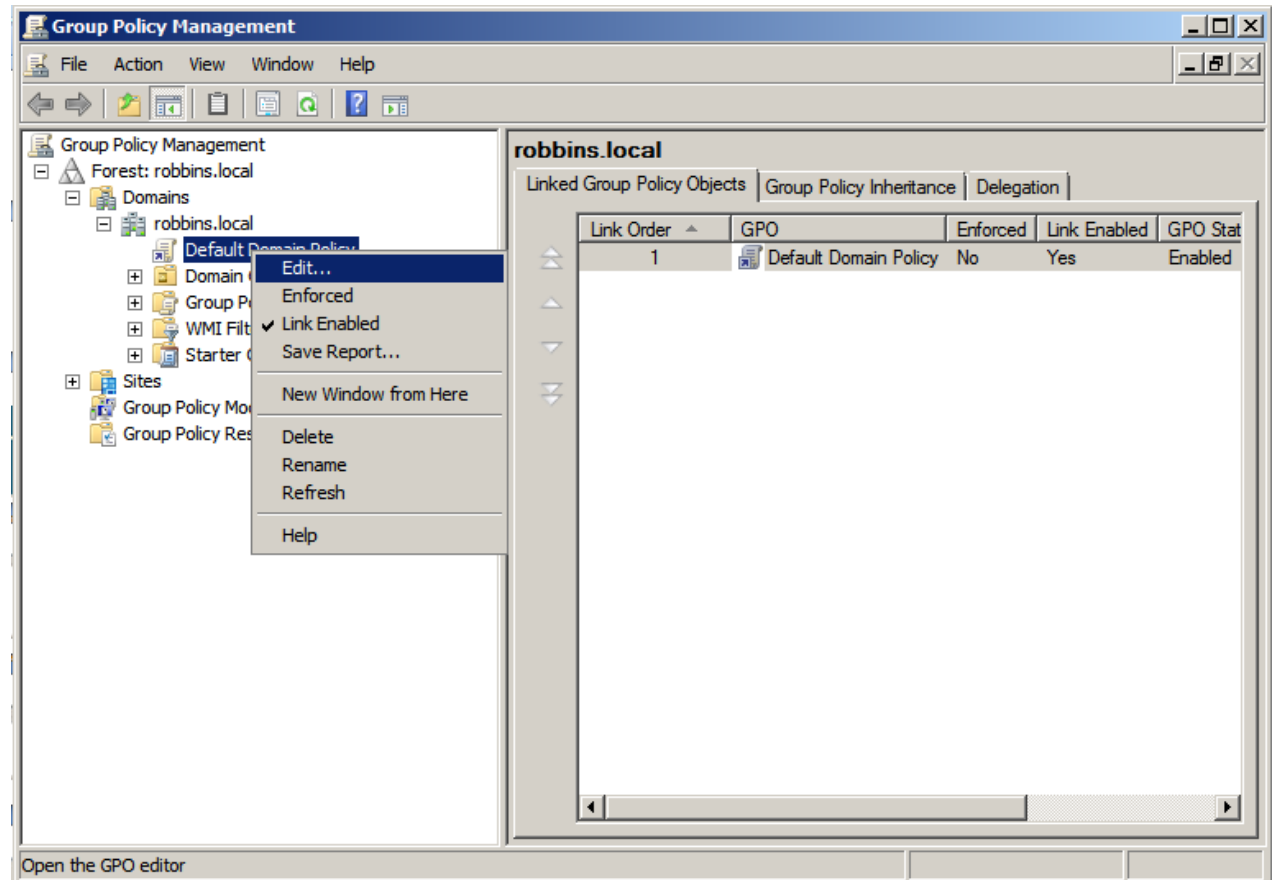 Group Policy Management
File Action View Window Help
Group Policy Management
Forest: robbins.local
Domains
robbins.local
Default Domain Policy
Domain
Group
WMI Filt
Starter
Sites
Group Policy
Group Policy Res
Edit...
Enforced
Link Enabled
Save Report...
New Window from Here
Delete
Rename
Refresh
Help
robbins.local
Linked Group Policy Objects Group Policy Inheritance Delegation
Link Order GPO Enforced Link Enabled GPO Stat
1 Default Domain Policy No Yes Enabled
Open the GPO editor